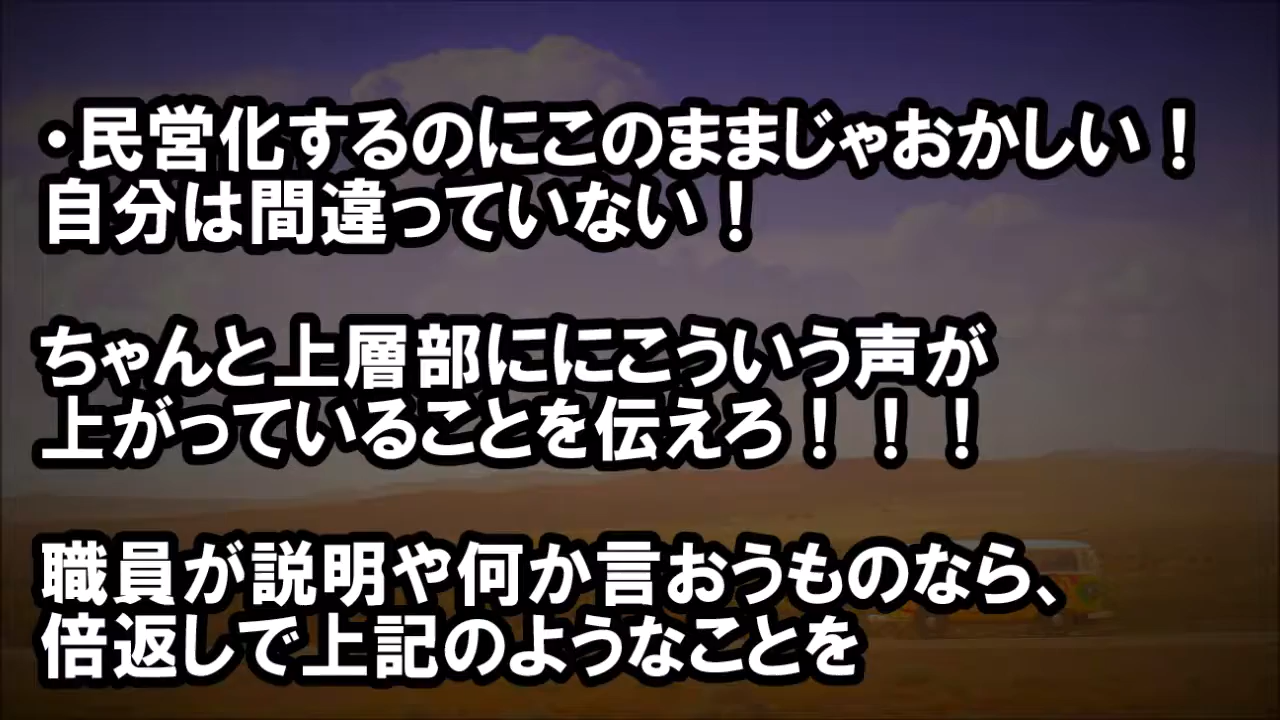 ・民営化するのにこのままじゃおかしい！
自分は間違っていない！
ちゃんと上層部ににこういう声が
上がっていることを伝えろ！！！
職員が説明や何か言おうものなら、
倍返しで上記のようなことを